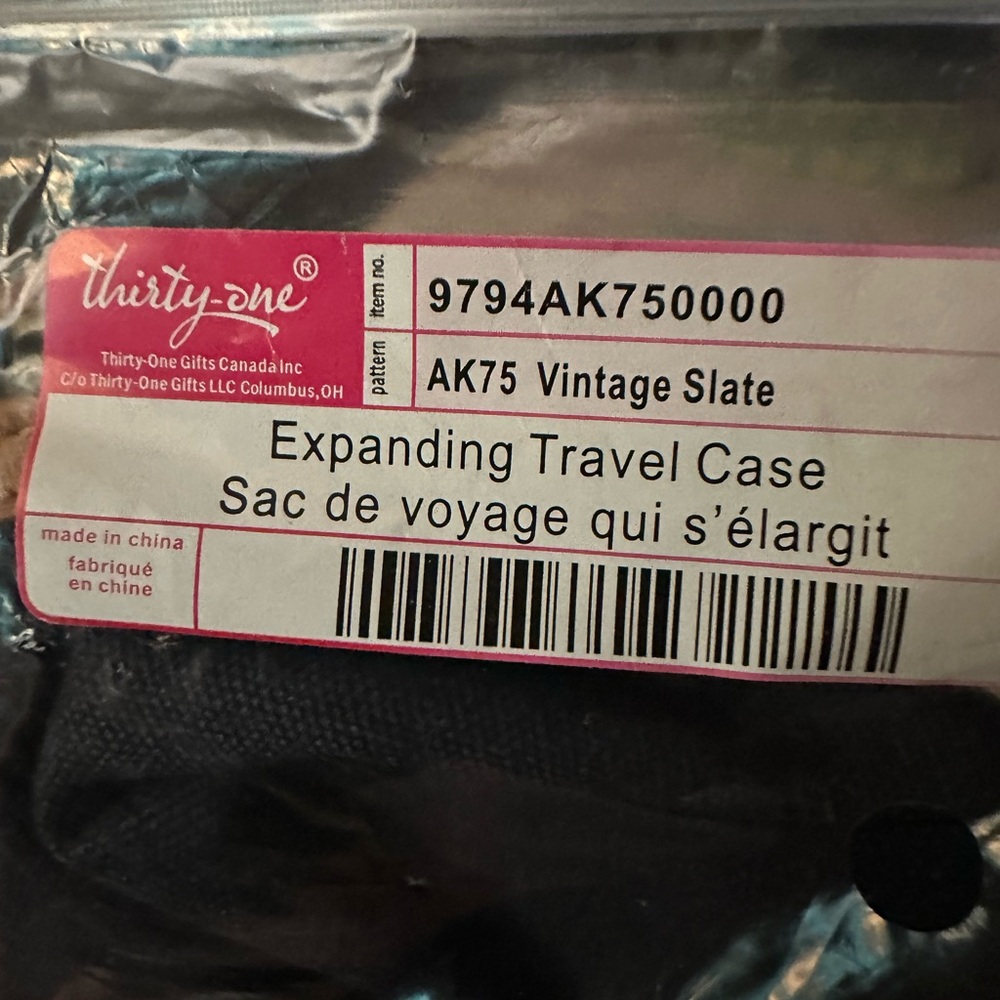 thirty-one®
Thirty-One Gifts Canada Inc
C/o Thirty-One Gifts LLC Columbus,OH
item no.
9794AK750000
pattern
AK75 Vintage Slate
Expanding Travel Case
Sac de voyage qui s’élargit
made in china
fabriqué
en chine